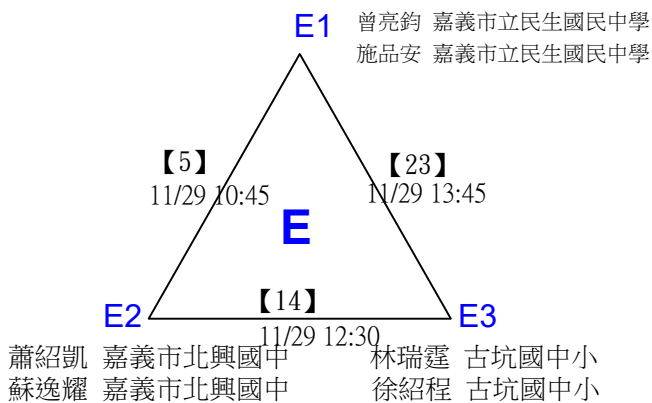 E1
曾亮鈞 嘉義市立民生國民中學
施品安 嘉義市立民生國民中學
【5】
11/29 10:45
【23】
11/29 13:45
E
E2
【14】
11/29 12:30
E3
蕭紹凱 嘉義市北興國中
林瑞霆 古坑國中小
蘇逸耀 嘉義市北興國中
徐紹程 古坑國中小